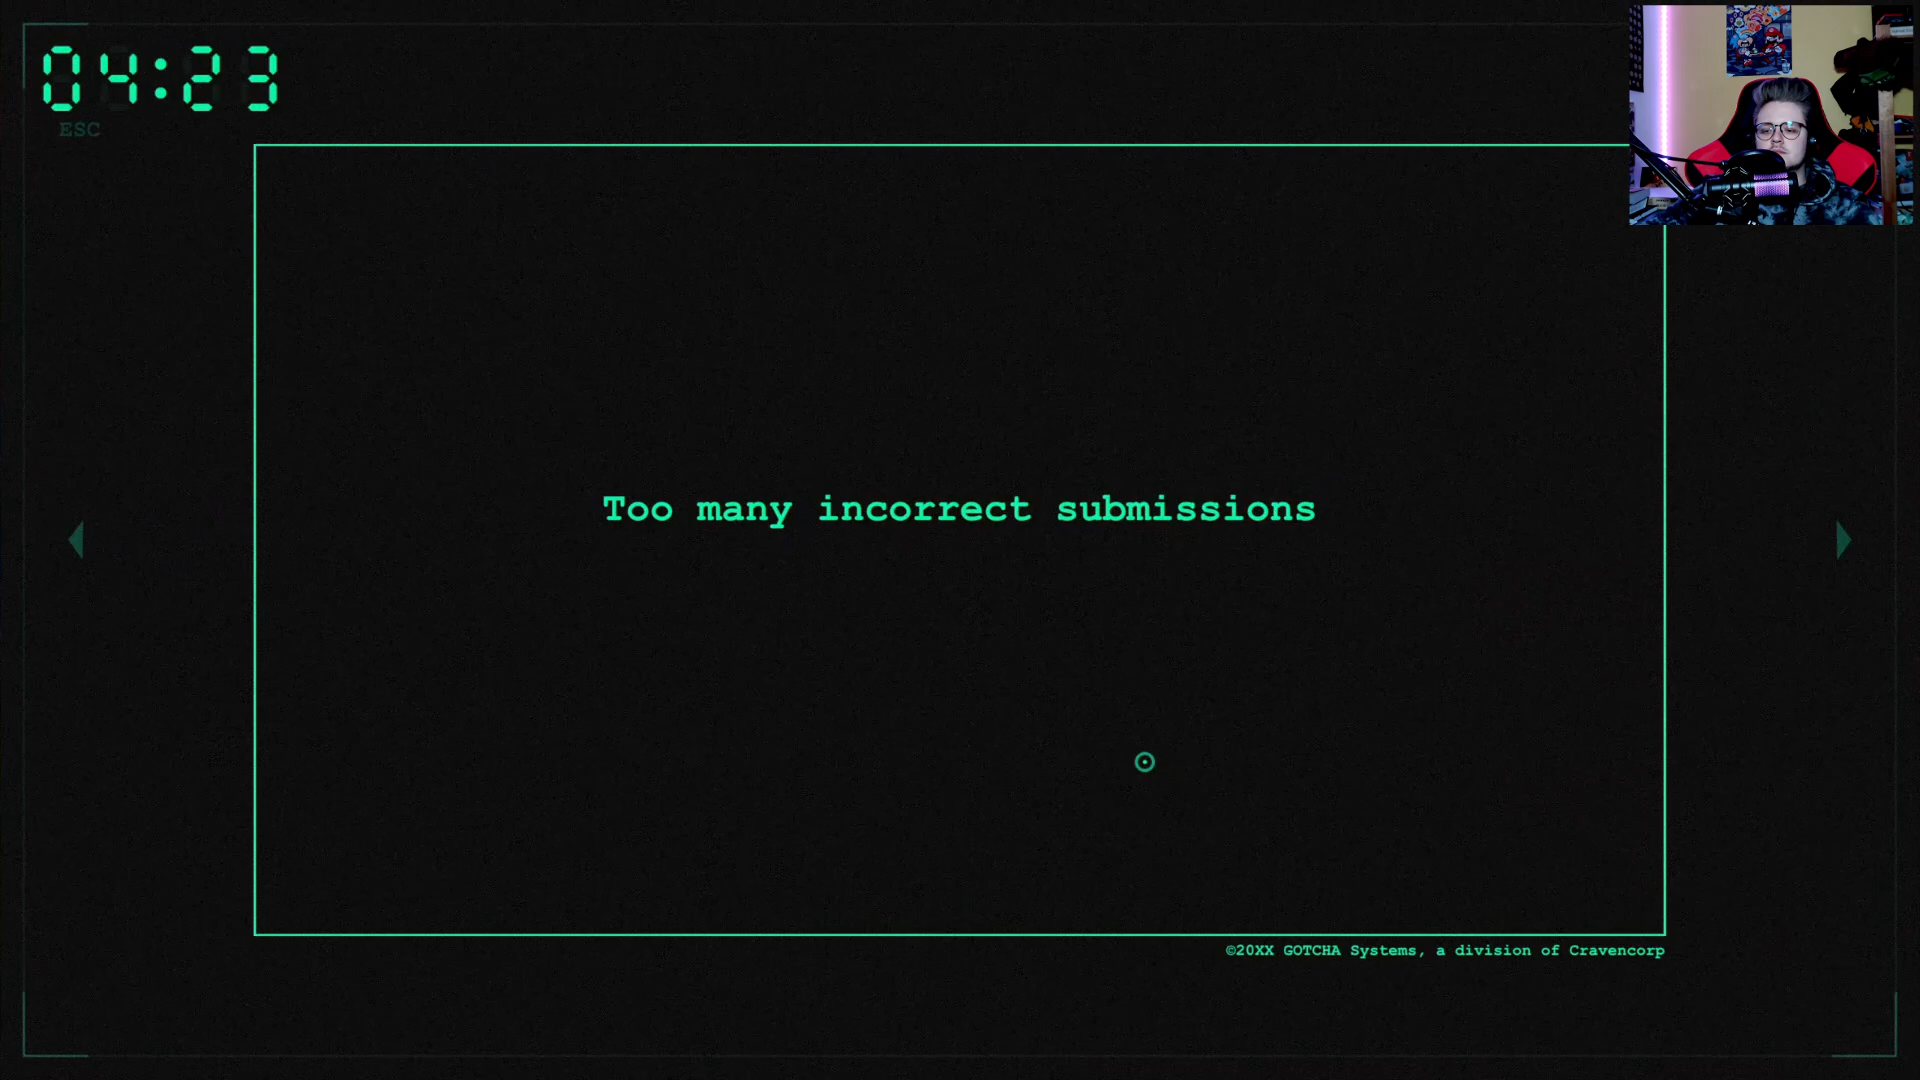 04:23
ESC
Too many incorrect submissions
©20XX GOTCHA Systems, a division of Cravencorp